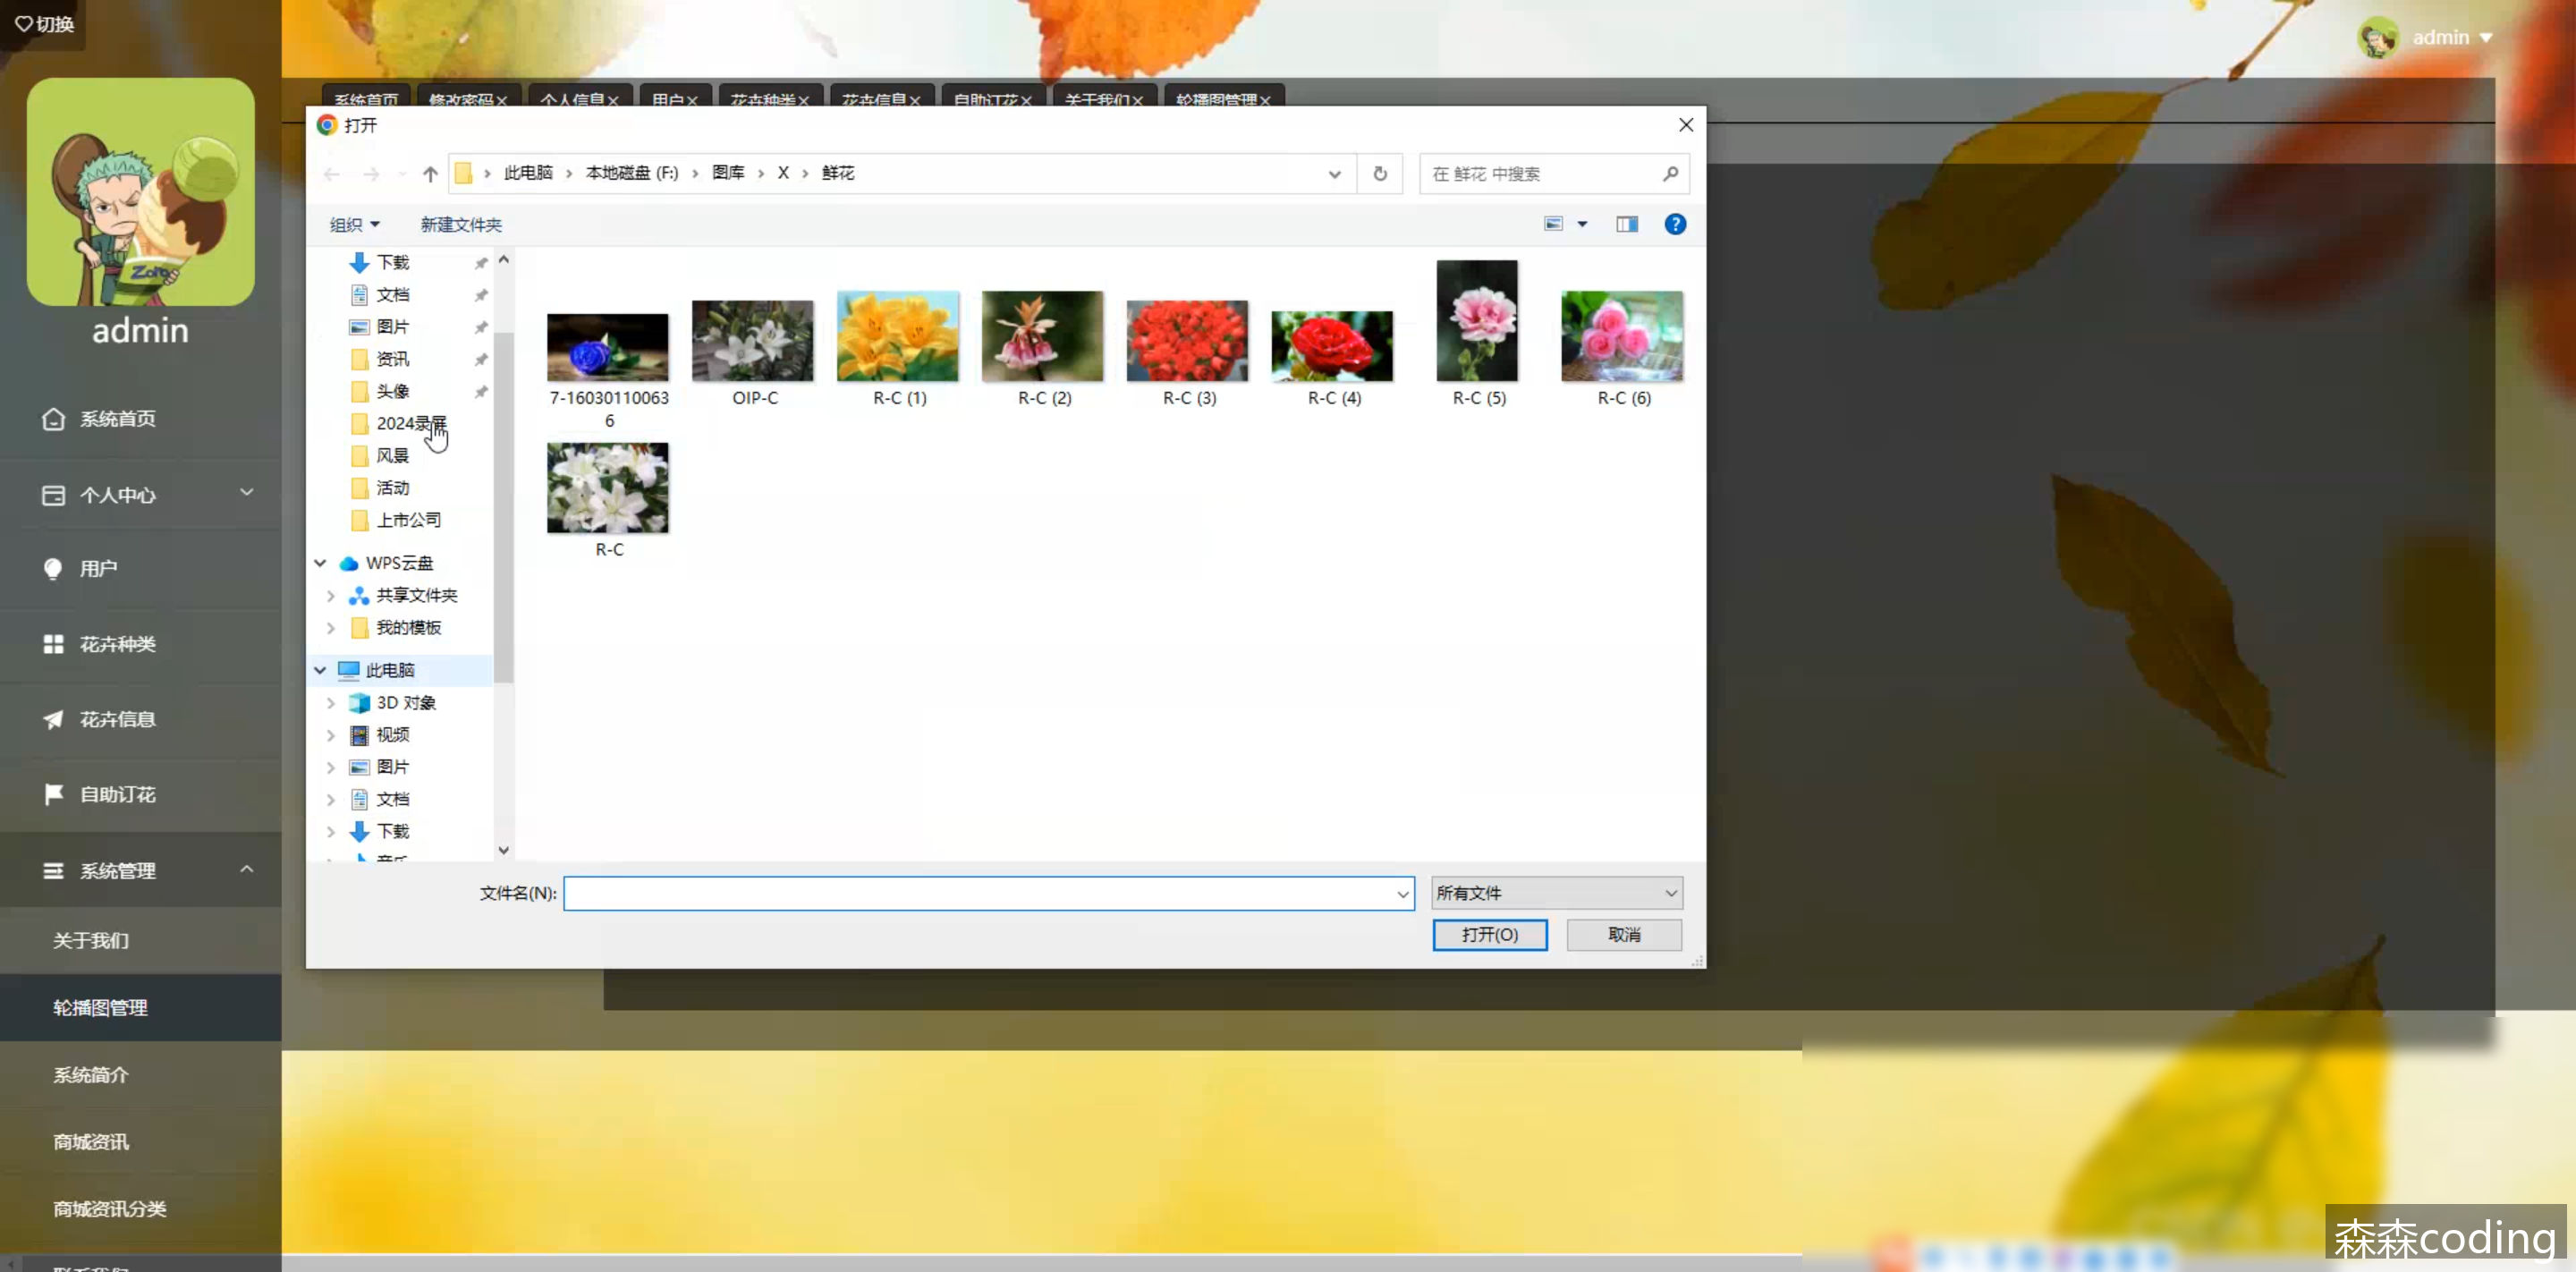 切换
admin
系统首页
修改密码×
个人信息×
用户×
花卉种类×
花卉信息×
自助订花×
关于我们×
轮播图管理×
打开
此电脑 › 本地磁盘 (F:) › 图库 › X › 鲜花
在 鲜花 中搜索
组织
新建文件夹
下载
文档
图片
资讯
头像
2024录屏
风景
活动
上市公司
WPS云盘
共享文件夹
我的模板
此电脑
3D 对象
视频
图片
文档
下载
7-16030110063
6
OIP-C
R-C (1)
R-C (2)
R-C (3)
R-C (4)
R-C (5)
R-C (6)
R-C
文件名(N):
所有文件
打开(O)
取消
Zoro
admin
系统首页
个人中心
用户
花卉种类
花卉信息
自助订花
系统管理
关于我们
轮播图管理
系统简介
商城资讯
商城资讯分类
森森coding